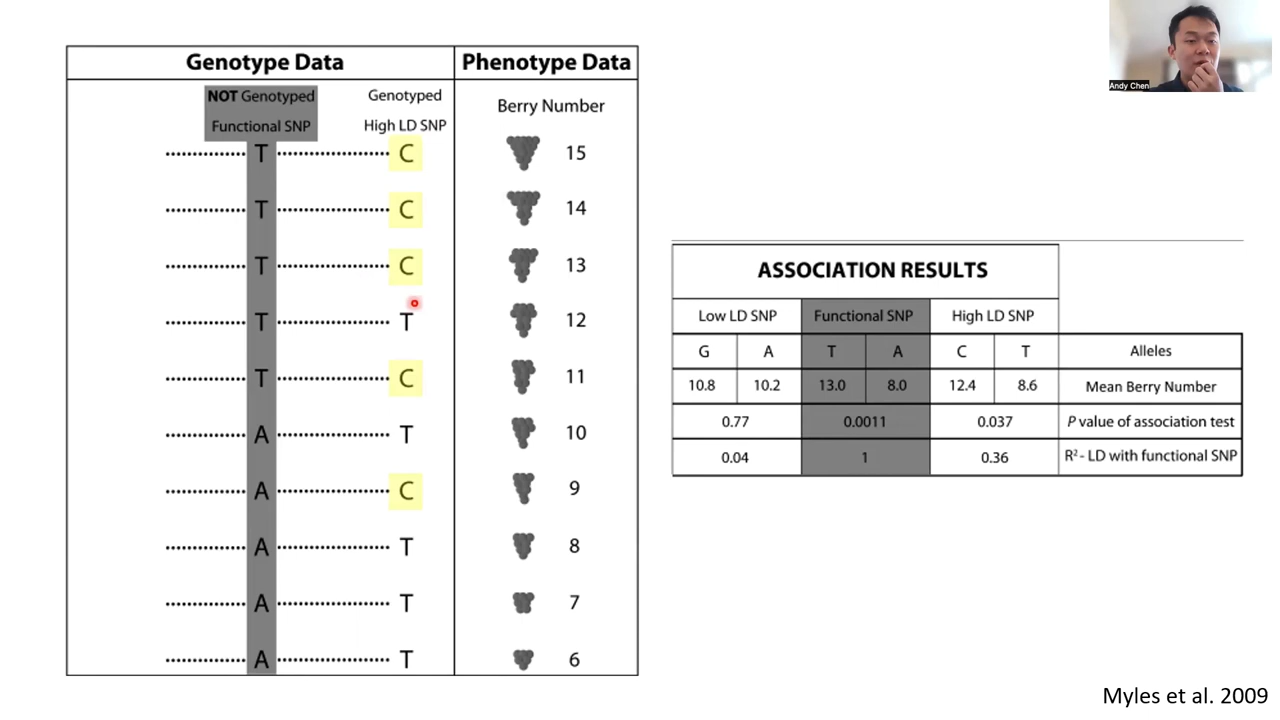 Andy Chen
Genotype Data Phenotype Data
NOT Genotyped Genotyped Berry Number
Functional SNP High LD SNP
T C 15
T C 14
T C 13
T T 12
T C 11
A T 10
A C 9
A T 8
A T 7
A T 6
ASSOCIATION RESULTS
Low LD SNP Functional SNP High LD SNP
G A T A C T Alleles
10.8 10.2 13.0 8.0 12.4 8.6 Mean Berry Number
0.77 0.0011 0.037 P value of association test
0.04 1 0.36 R²- LD with functional SNP
Myles et al. 2009